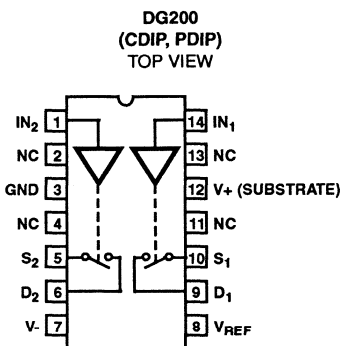 DG200
(CDIP, PDIP)
TOP VIEW
IN2 1 14 IN1
NC 2 13 NC
GND 3 12 V+ (SUBSTRATE)
NC 4 11 NC
S2 5 10 S1
D2 6 9 D1
V- 7 8 VREF